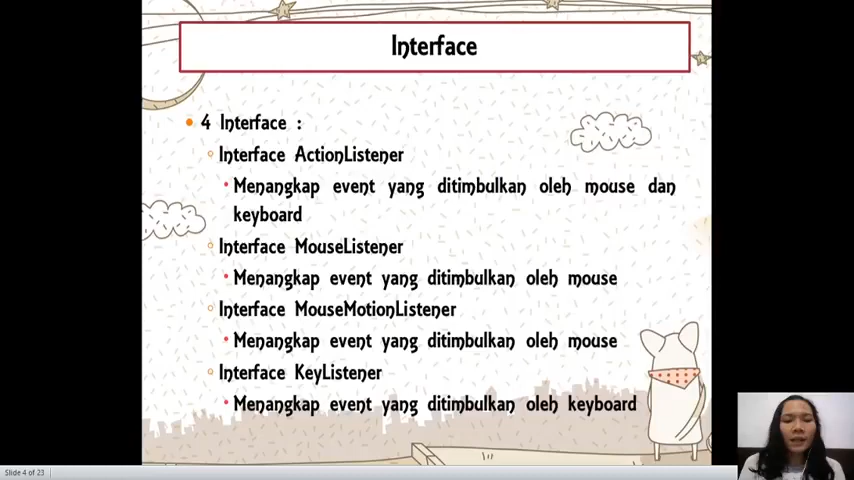 Interface
4 Interface :
Interface ActionListener
Menangkap event yang ditimbulkan oleh mouse dan
keyboard
Interface MouseListener
Menangkap event yang ditimbulkan oleh mouse
Interface MouseMotionListener
Menangkap event yang ditimbulkan oleh mouse
Interface KeyListener
Menangkap event yang ditimbulkan oleh keyboard
Slide 4 of 23